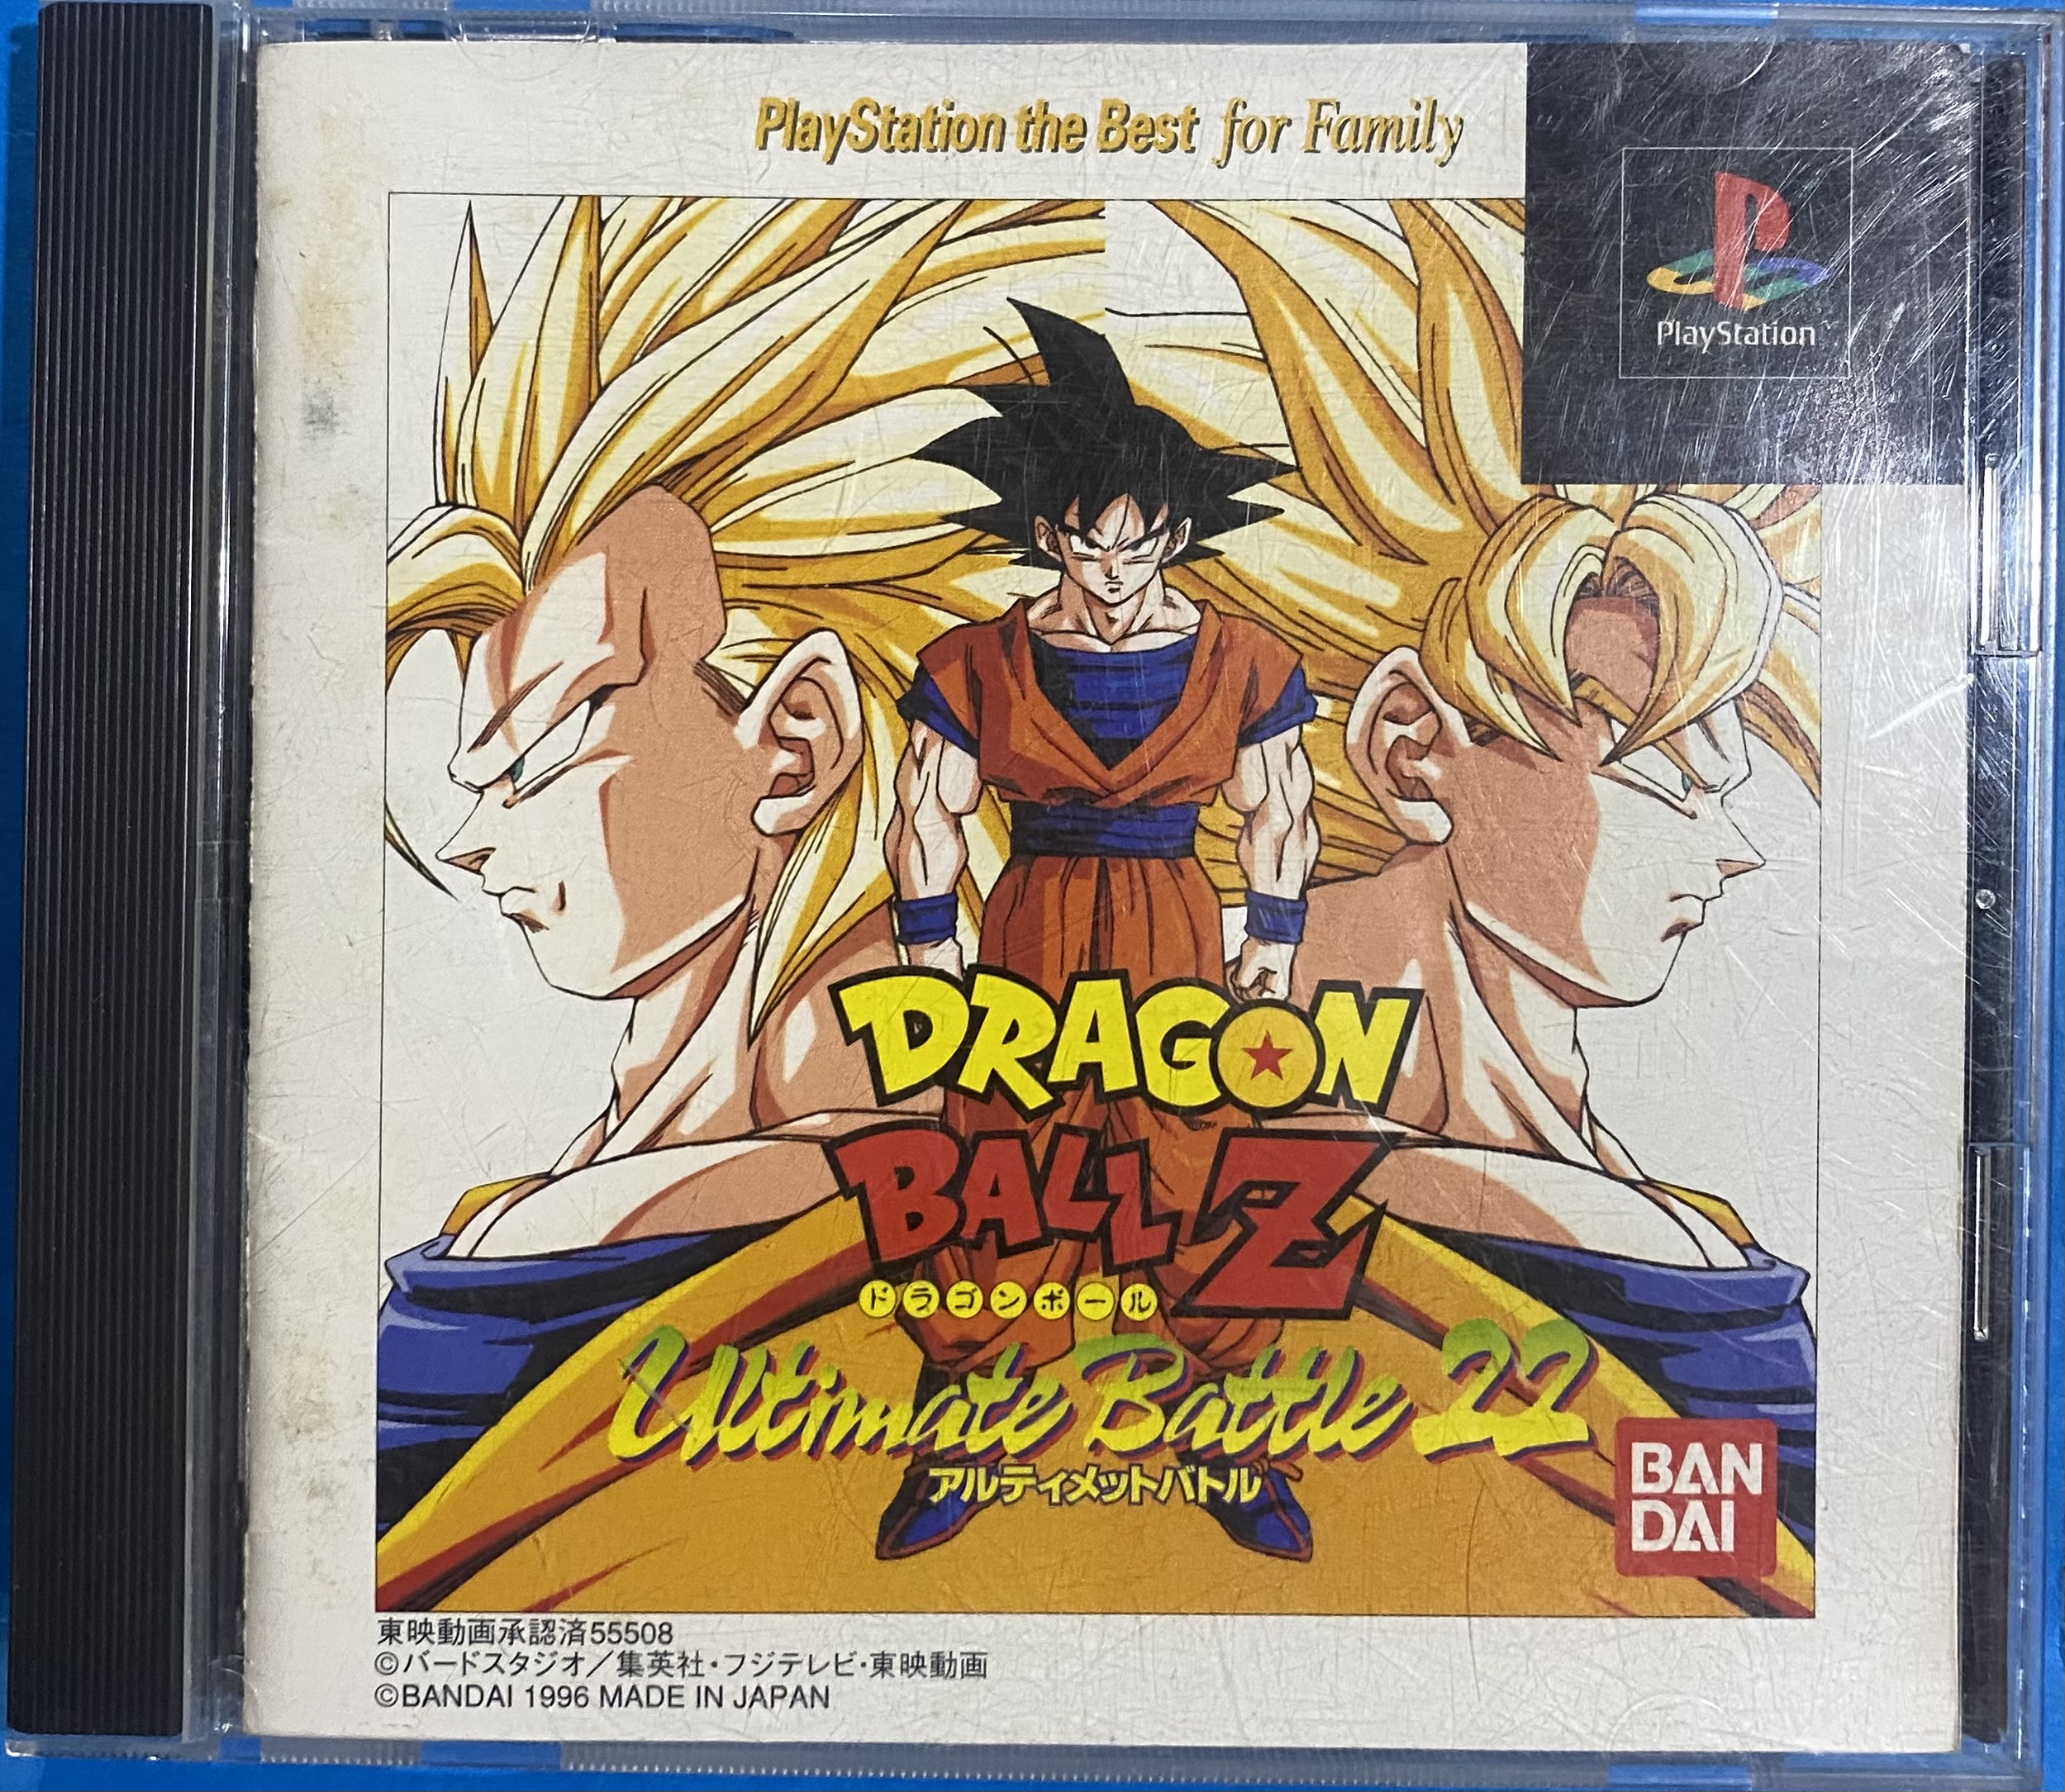 PlayStation the Best for Family
PlayStation
DRAGON
BALL Z
ドラゴンボール
Ultimate Battle 22
アルティメットバトル
BAN
DAI
東映動画承認済55508
©バードスタジオ／集英社・フジテレビ・東映動画
©BANDAI 1996 MADE IN JAPAN